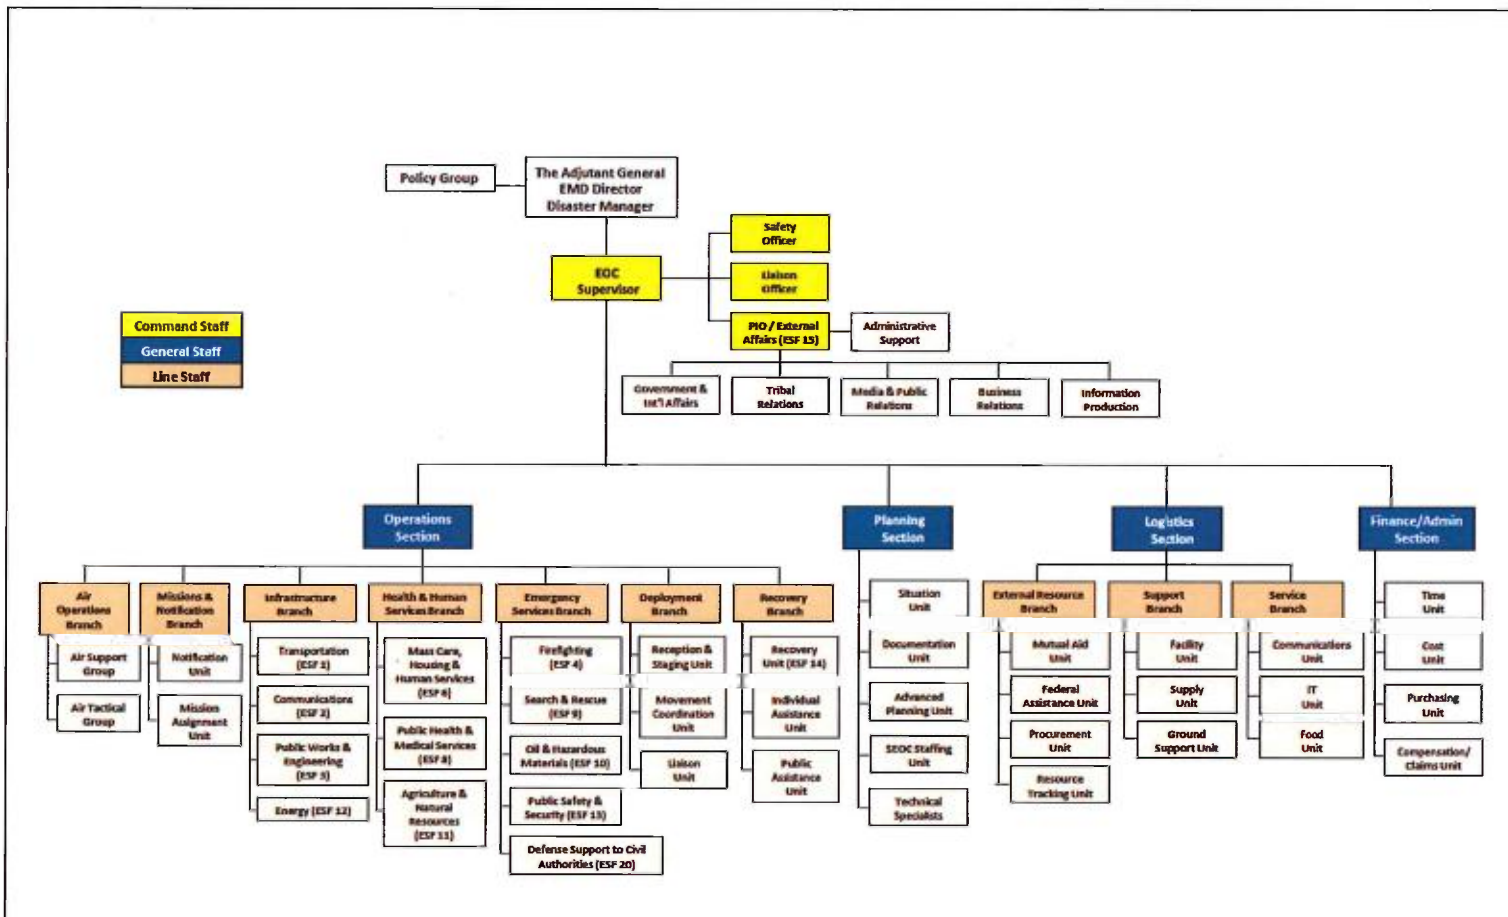 Policy Group
The Adjutant General
EMD Director
Disaster Manager
Safety
Officer
EOC
Supervisor
Liaison
Officer
PIO / External
Affairs (ESF 15)
Administrative
Support
Command Staff
General Staff
Line Staff
Government &
Int'l Affairs
Tribal
Relations
Media & Public
Relations
Business
Relations
Information
Production
Operations
Section
Planning
Section
Logistics
Section
Finance/Admin
Section
Air
Operations
Branch
Air Support
Group
Air Tactical
Group
Missions &
Notification
Branch
Notification
Unit
Mission
Assignment
Unit
Infrastructure
Branch
Transportation
(ESF 1)
Communications
(ESF 2)
Public Works &
Engineering
(ESF 3)
Energy (ESF 12)
Health & Human
Services Branch
Mass Care,
Housing &
Human Services
(ESF 6)
Public Health &
Medical Services
(ESF 8)
Agriculture &
Natural
Resources
(ESF 11)
Emergency
Services Branch
Firefighting
(ESF 4)
Search & Rescue
(ESF 9)
Oil & Hazardous
Materials (ESF 10)
Public Safety &
Security (ESF 13)
Defense Support to Civil
Authorities (ESF 20)
Deployment
Branch
Reception &
Staging Unit
Movement
Coordination
Unit
Liaison
Unit
Recovery
Branch
Recovery
Unit (ESF 14)
Individual
Assistance
Unit
Public
Assistance
Unit
Situation
Unit
Documentation
Unit
Advanced
Planning Unit
SEOC Staffing
Unit
Technical
Specialists
External Resource
Branch
Mutual Aid
Unit
Federal
Assistance Unit
Procurement
Unit
Resource
Tracking Unit
Support
Branch
Facility
Unit
Supply
Unit
Ground
Support Unit
Service
Branch
Communications
Unit
IT
Unit
Food
Unit
Time
Unit
Cost
Unit
Purchasing
Unit
Compensation/
Claims Unit